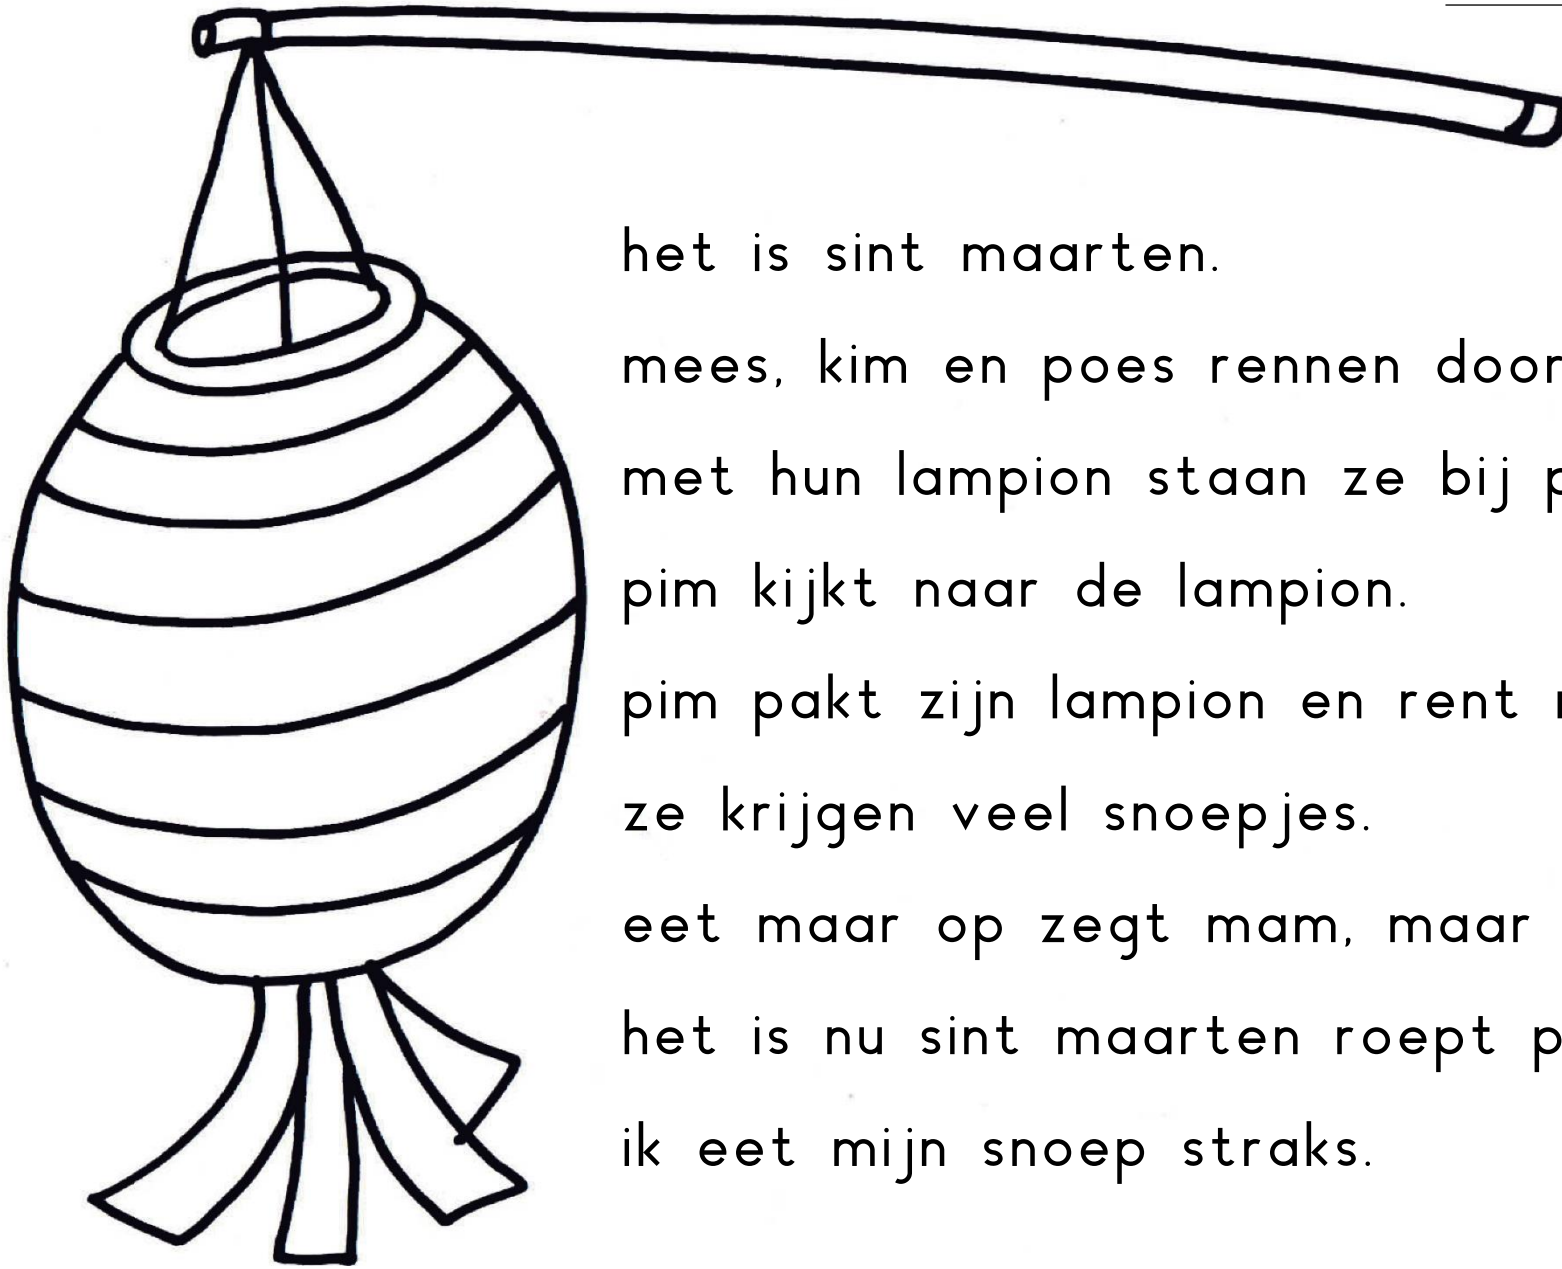 het is sint maarten.
mees, kim en poes rennen door
met hun lampion staan ze bij
pim kijkt naar de lampion.
pim pakt zijn lampion en rent
ze krijgen veel snoepjes.
eet maar op zegt mam, maar
het is nu sint maarten roept
ik eet mijn snoep straks.